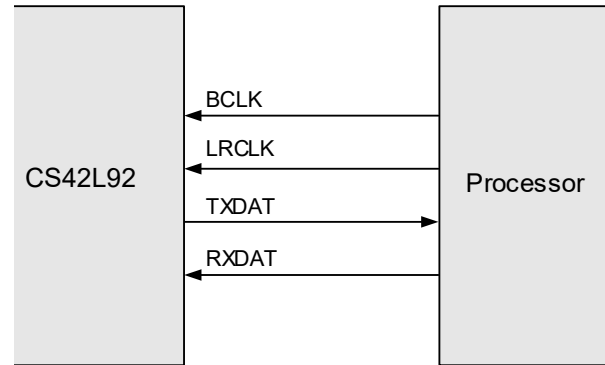 BCLK
LRCLK
CS42L92
Processor
TXDAT
RXDAT